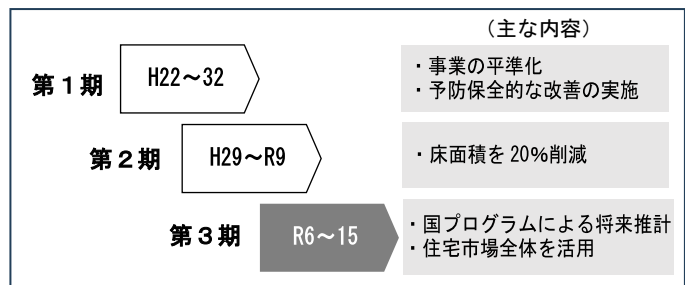 （主な内容）
第１期
H22～32
・事業の平準化
・予防保全的な改善の実施
第２期
H29～R9
・床面積を 20％削減
第３期
R6～15
・国プログラムによる将来推計
・住宅市場全体を活用